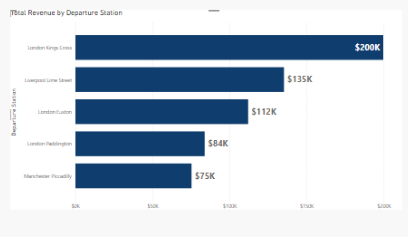 Total Revenue by Departure Station
Departure Station
London Kings Cross
$200K
Liverpool Lime Street
$135K
London Euston
$112K
London Paddington
$84K
Manchester Piccadilly
$75K
$0K
$50K
$100K
$150K
$200K